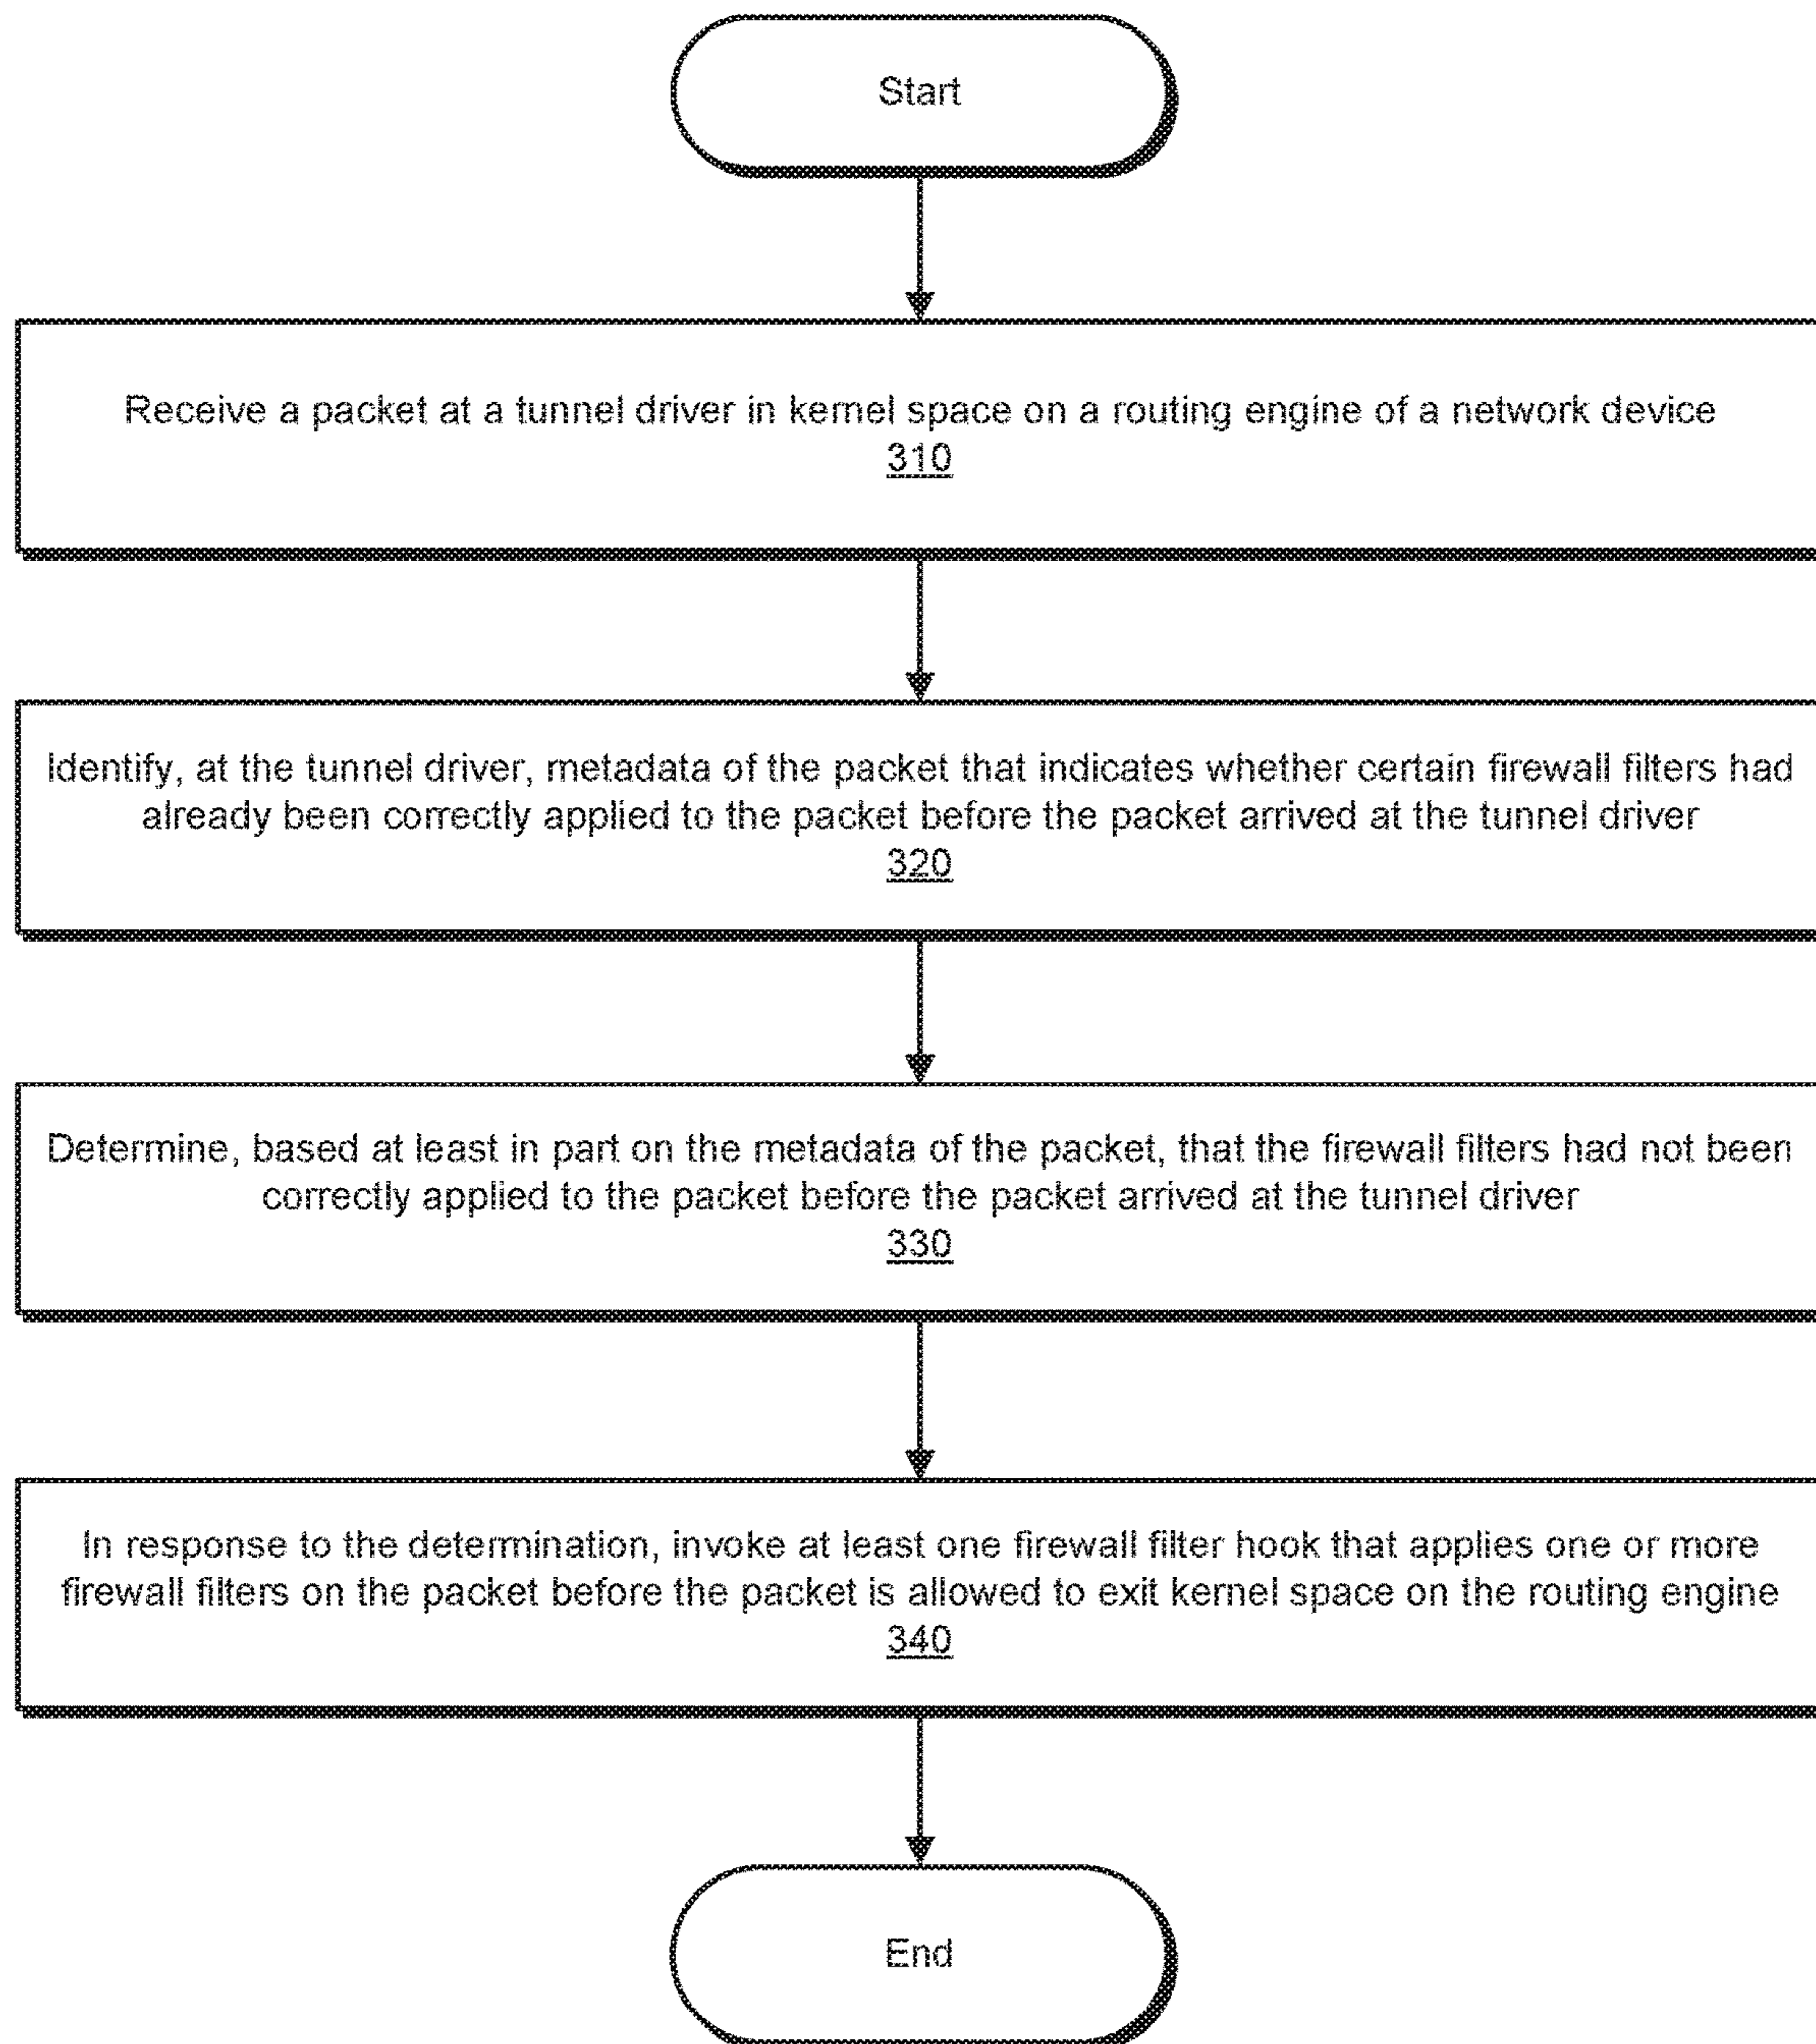 Start
Receive a packet at a tunnel driver in kernel space on a routing engine of a network device
310
Identify, at the tunnel driver, metadata of the packet that indicates whether certain firewall filters had
already been correctly applied to the packet before the packet arrived at the tunnel driver
320
Determine, based at least in part on the metadata of the packet, that the firewall filters had not been
correctly applied to the packet before the packet arrived at the tunnel driver
330
In response to the determination, invoke at least one firewall filter hook that applies one or more
firewall filters on the packet before the packet is allowed to exit kernel space on the routing engine
340
End